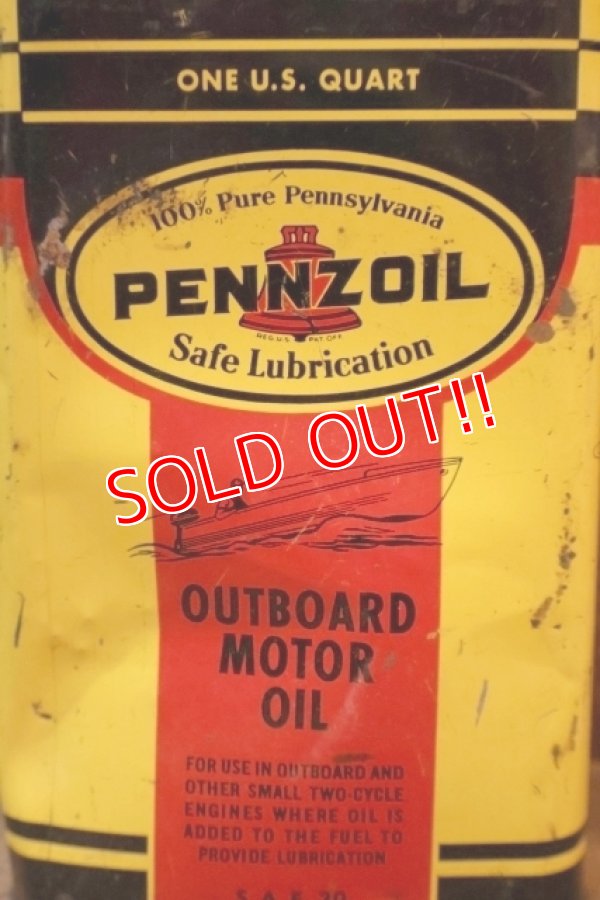 ONE U.S. QUART
100% Pure Pennsylvania
PENNZOIL
REG. U.S. PAT. OFF.
Safe Lubrication
SOLD OUT!!
OUTBOARD
MOTOR
OIL
FOR USE IN OUTBOARD AND
OTHER SMALL TWO-CYCLE
ENGINES WHERE OIL IS
ADDED TO THE FUEL TO
PROVIDE LUBRICATION
S.A.E. 30